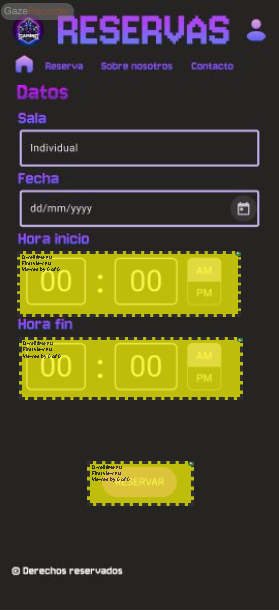 GazeRecorder
GAMING
RESERVAS
Reserva Sobre nosotros Contacto
Datos
Sala
Individual
Fecha
dd/mm/yyyy
Hora inicio
00 : 00 AM
PM
Hora fin
00 : 00 AM
PM
RESERVAR
© Derechos reservados